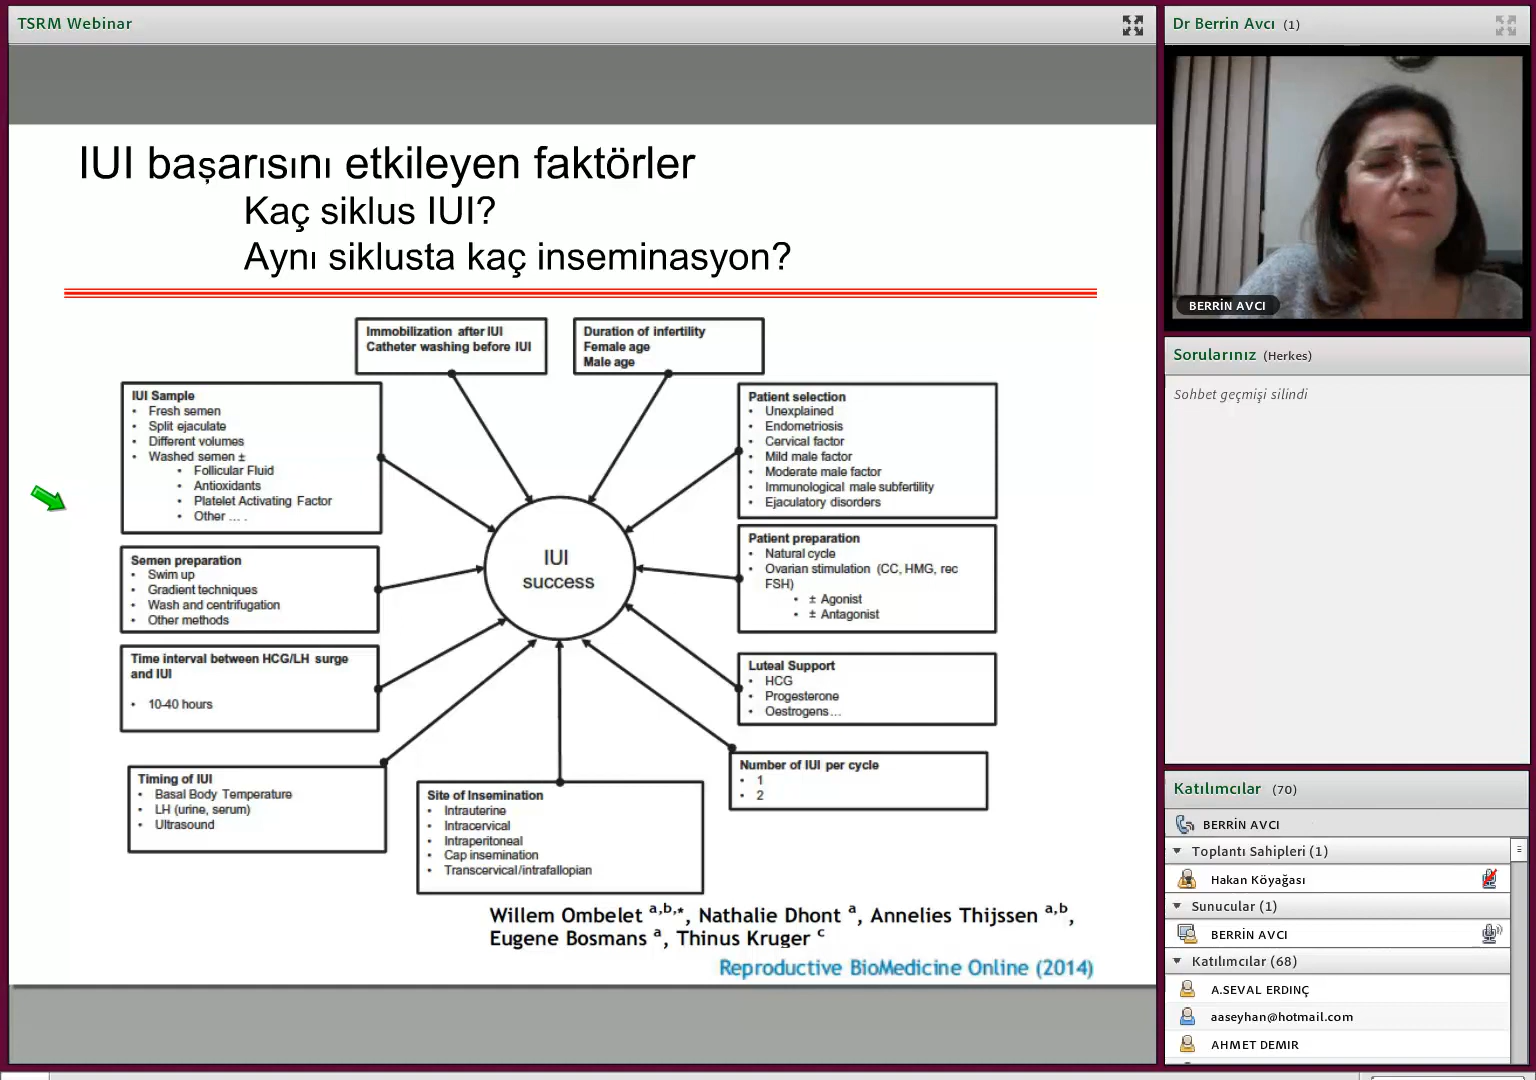 TSRM Webinar
IUI başarısını etkileyen faktörler
Kaç siklus IUI?
Aynı siklusta kaç inseminasyon?
Immobilization after IUI
Catheter washing before IUI
Duration of infertility
Female age
Male age
IUI Sample
• Fresh semen
• Split ejaculate
• Different volumes
• Washed semen ±
• Follicular Fluid
• Antioxidants
• Platelet Activating Factor
• Other ... .
Patient selection
• Unexplained
• Endometriosis
• Cervical factor
• Mild male factor
• Moderate male factor
• Immunological male subfertility
• Ejaculatory disorders
IUI
success
Semen preparation
• Swim up
• Gradient techniques
• Wash and centrifugation
• Other methods
Patient preparation
• Natural cycle
• Ovarian stimulation (CC, HMG, rec
FSH)
• ± Agonist
• ± Antagonist
Time interval between HCG/LH surge
and IUI
• 10-40 hours
Luteal Support
• HCG
• Progesterone
• Oestrogens...
Timing of IUI
• Basal Body Temperature
• LH (urine, serum)
• Ultrasound
Site of Insemination
• Intrauterine
• Intracervical
• Intraperitoneal
• Cap insemination
• Transcervical/intrafallopian
Number of IUI per cycle
• 1
• 2
Willem Ombelet a,b,*, Nathalie Dhont a, Annelies Thijssen a,b,
Eugene Bosmans a, Thinus Kruger c
Reproductive BioMedicine Online (2014)
Dr Berrin Avcı (1)
BERRİN AVCI
Sorularınız (Herkes)
Sohbet geçmişi silindi
Katılımcılar (70)
BERRİN AVCI
Toplantı Sahipleri (1)
Hakan Köyağası
Sunucular (1)
BERRİN AVCI
Katılımcılar (68)
A.SEVAL ERDINÇ
aaseyhan@hotmail.com
AHMET DEMIR